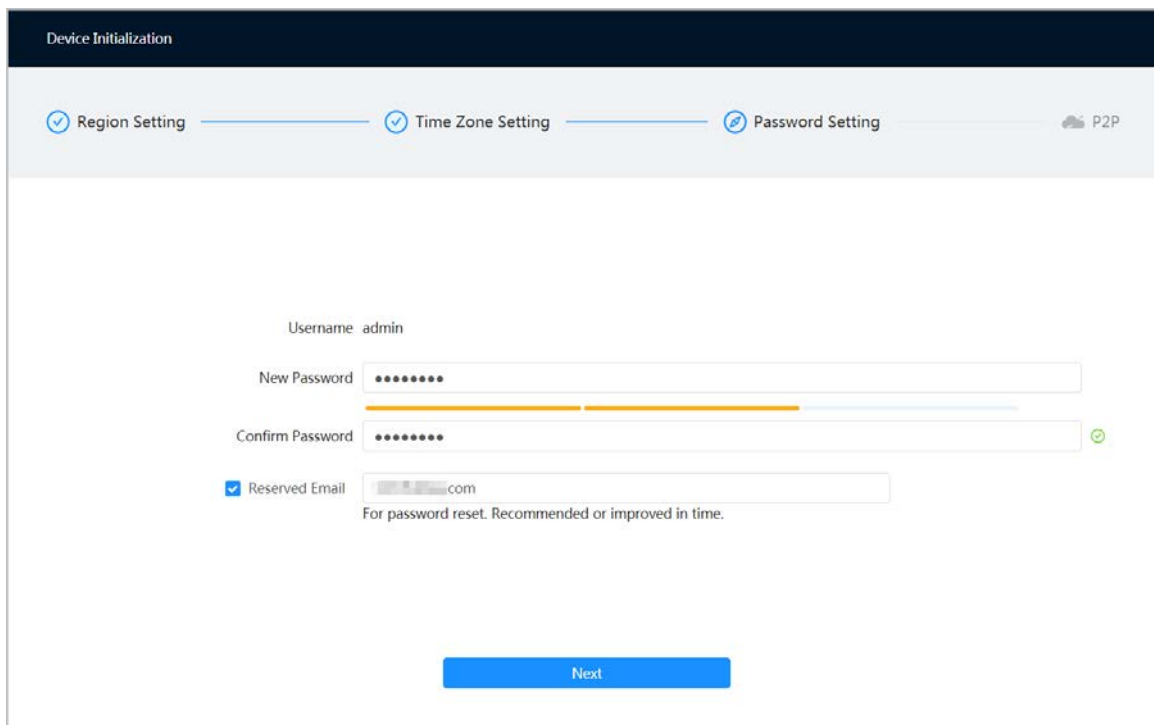 Device Initialization
Region Setting Time Zone Setting Password Setting P2P
Username admin
New Password ••••••••
Confirm Password ••••••••
Reserved Email com
For password reset. Recommended or improved in time.
Next